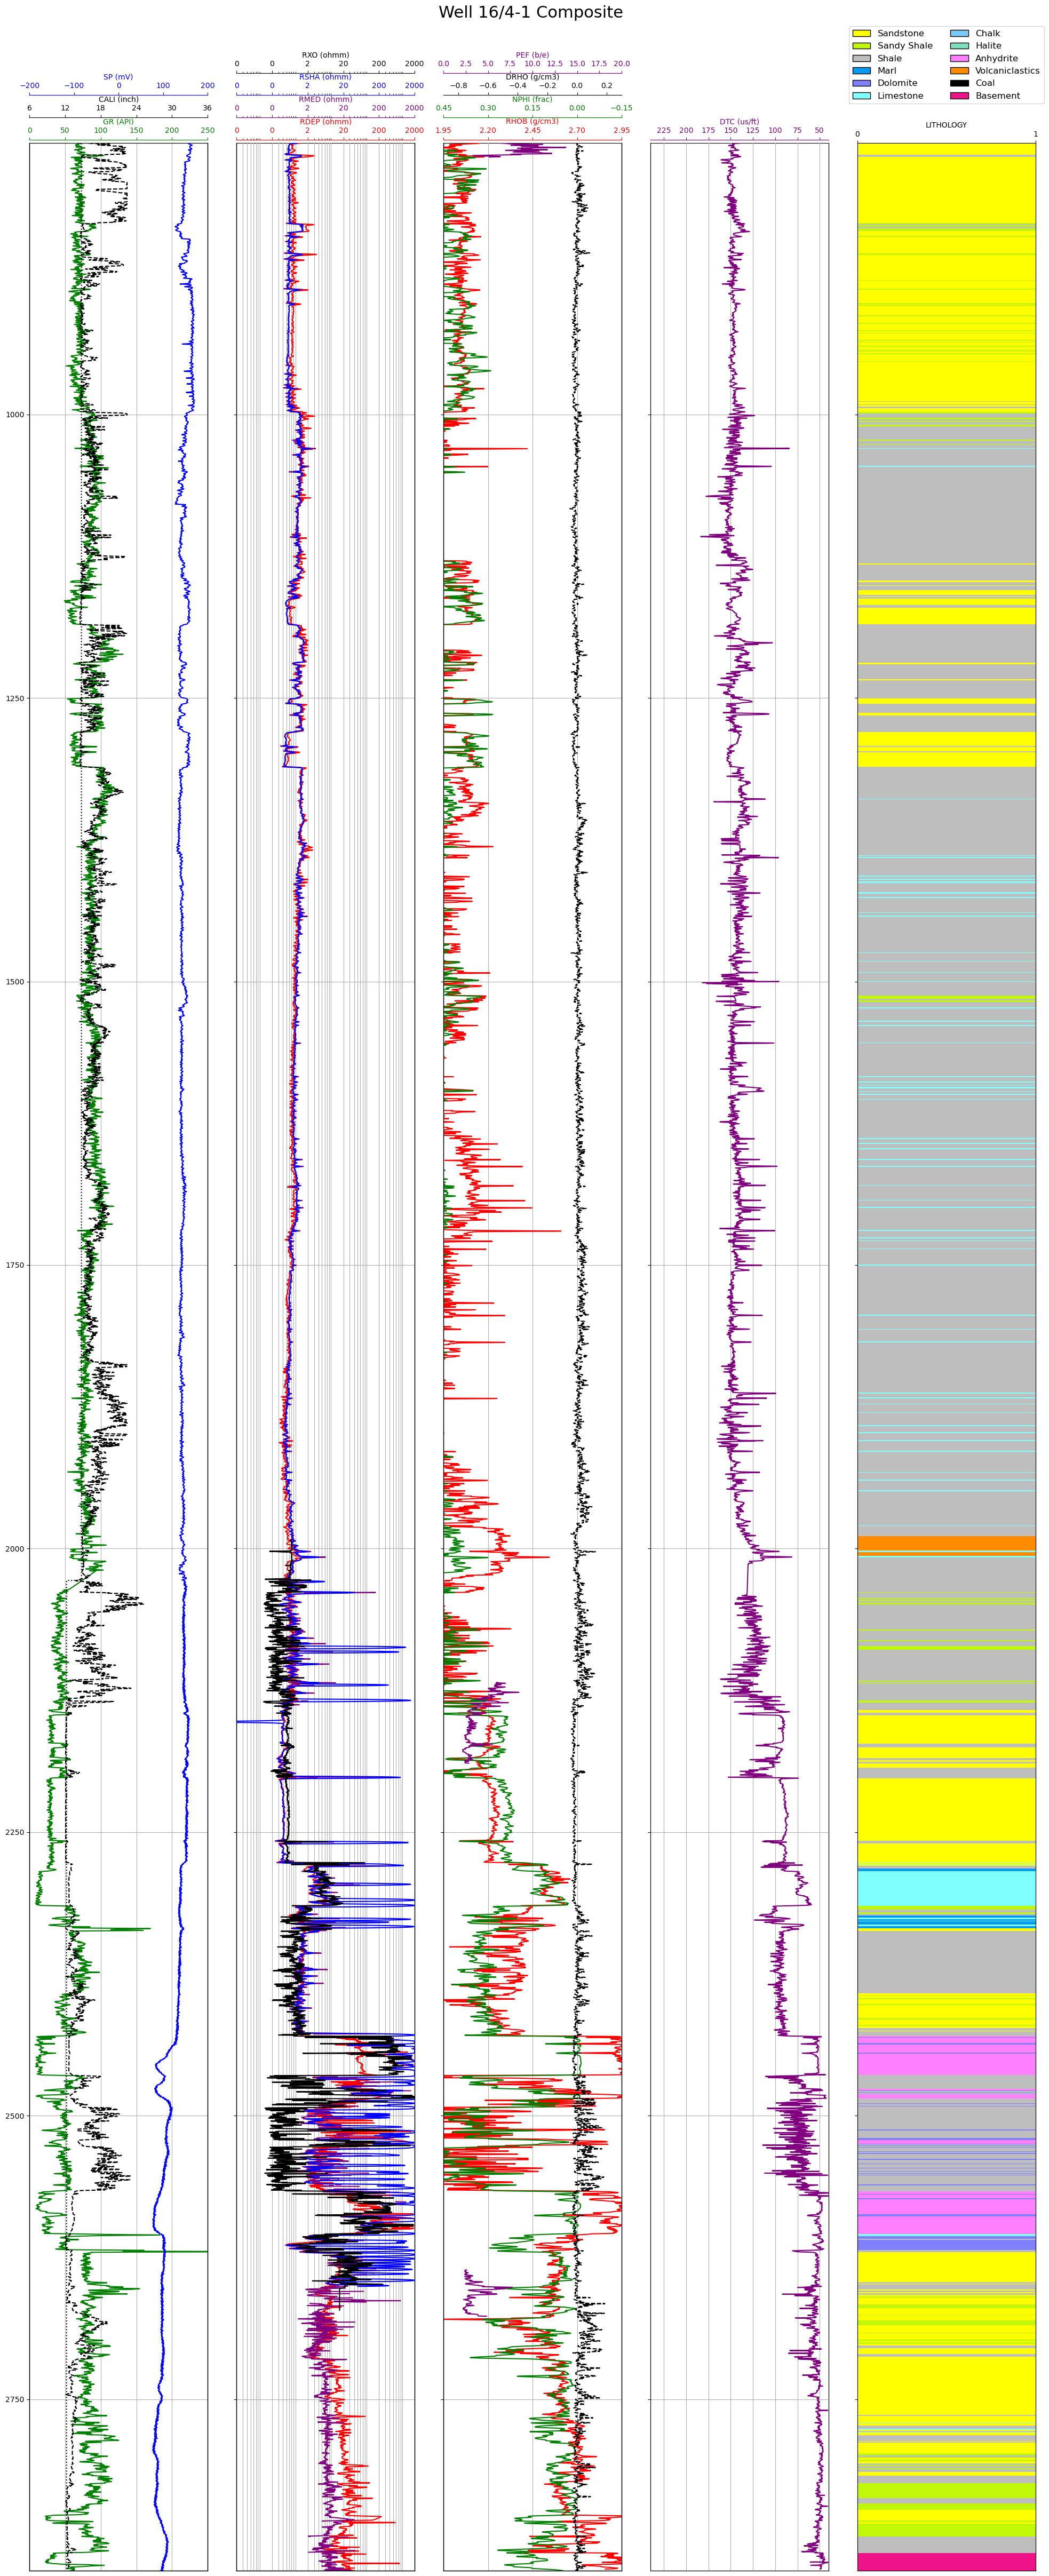 Well 16/4-1 Composite
Sandstone Chalk
Sandy Shale Halite
Shale Anhydrite
Marl Volcaniclastics
Dolomite Coal
Limestone Basement
RXO (ohmm) PEF (b/e)
0 0 2 20 200 2000 0.0 2.5 5.0 7.5 10.0 12.5 15.0 17.5 20.0
SP (mV) RSHA (ohmm) DRHO (g/cm3)
−200 −100 0 100 200 0 0 2 20 200 2000 −0.8 −0.6 −0.4 −0.2 0.0 0.2
CALI (inch) RMED (ohmm) NPHI (frac)
6 12 18 24 30 36 0 0 2 20 200 2000 0.45 0.30 0.15 0.00 −0.15
GR (API) RDEP (ohmm) RHOB (g/cm3) DTC (us/ft) LITHOLOGY
0 50 100 150 200 250 0 0 2 20 200 2000 1.95 2.20 2.45 2.70 2.95 225 200 175 150 125 100 75 50 0 1
1000
1250
1500
1750
2000
2250
2500
2750